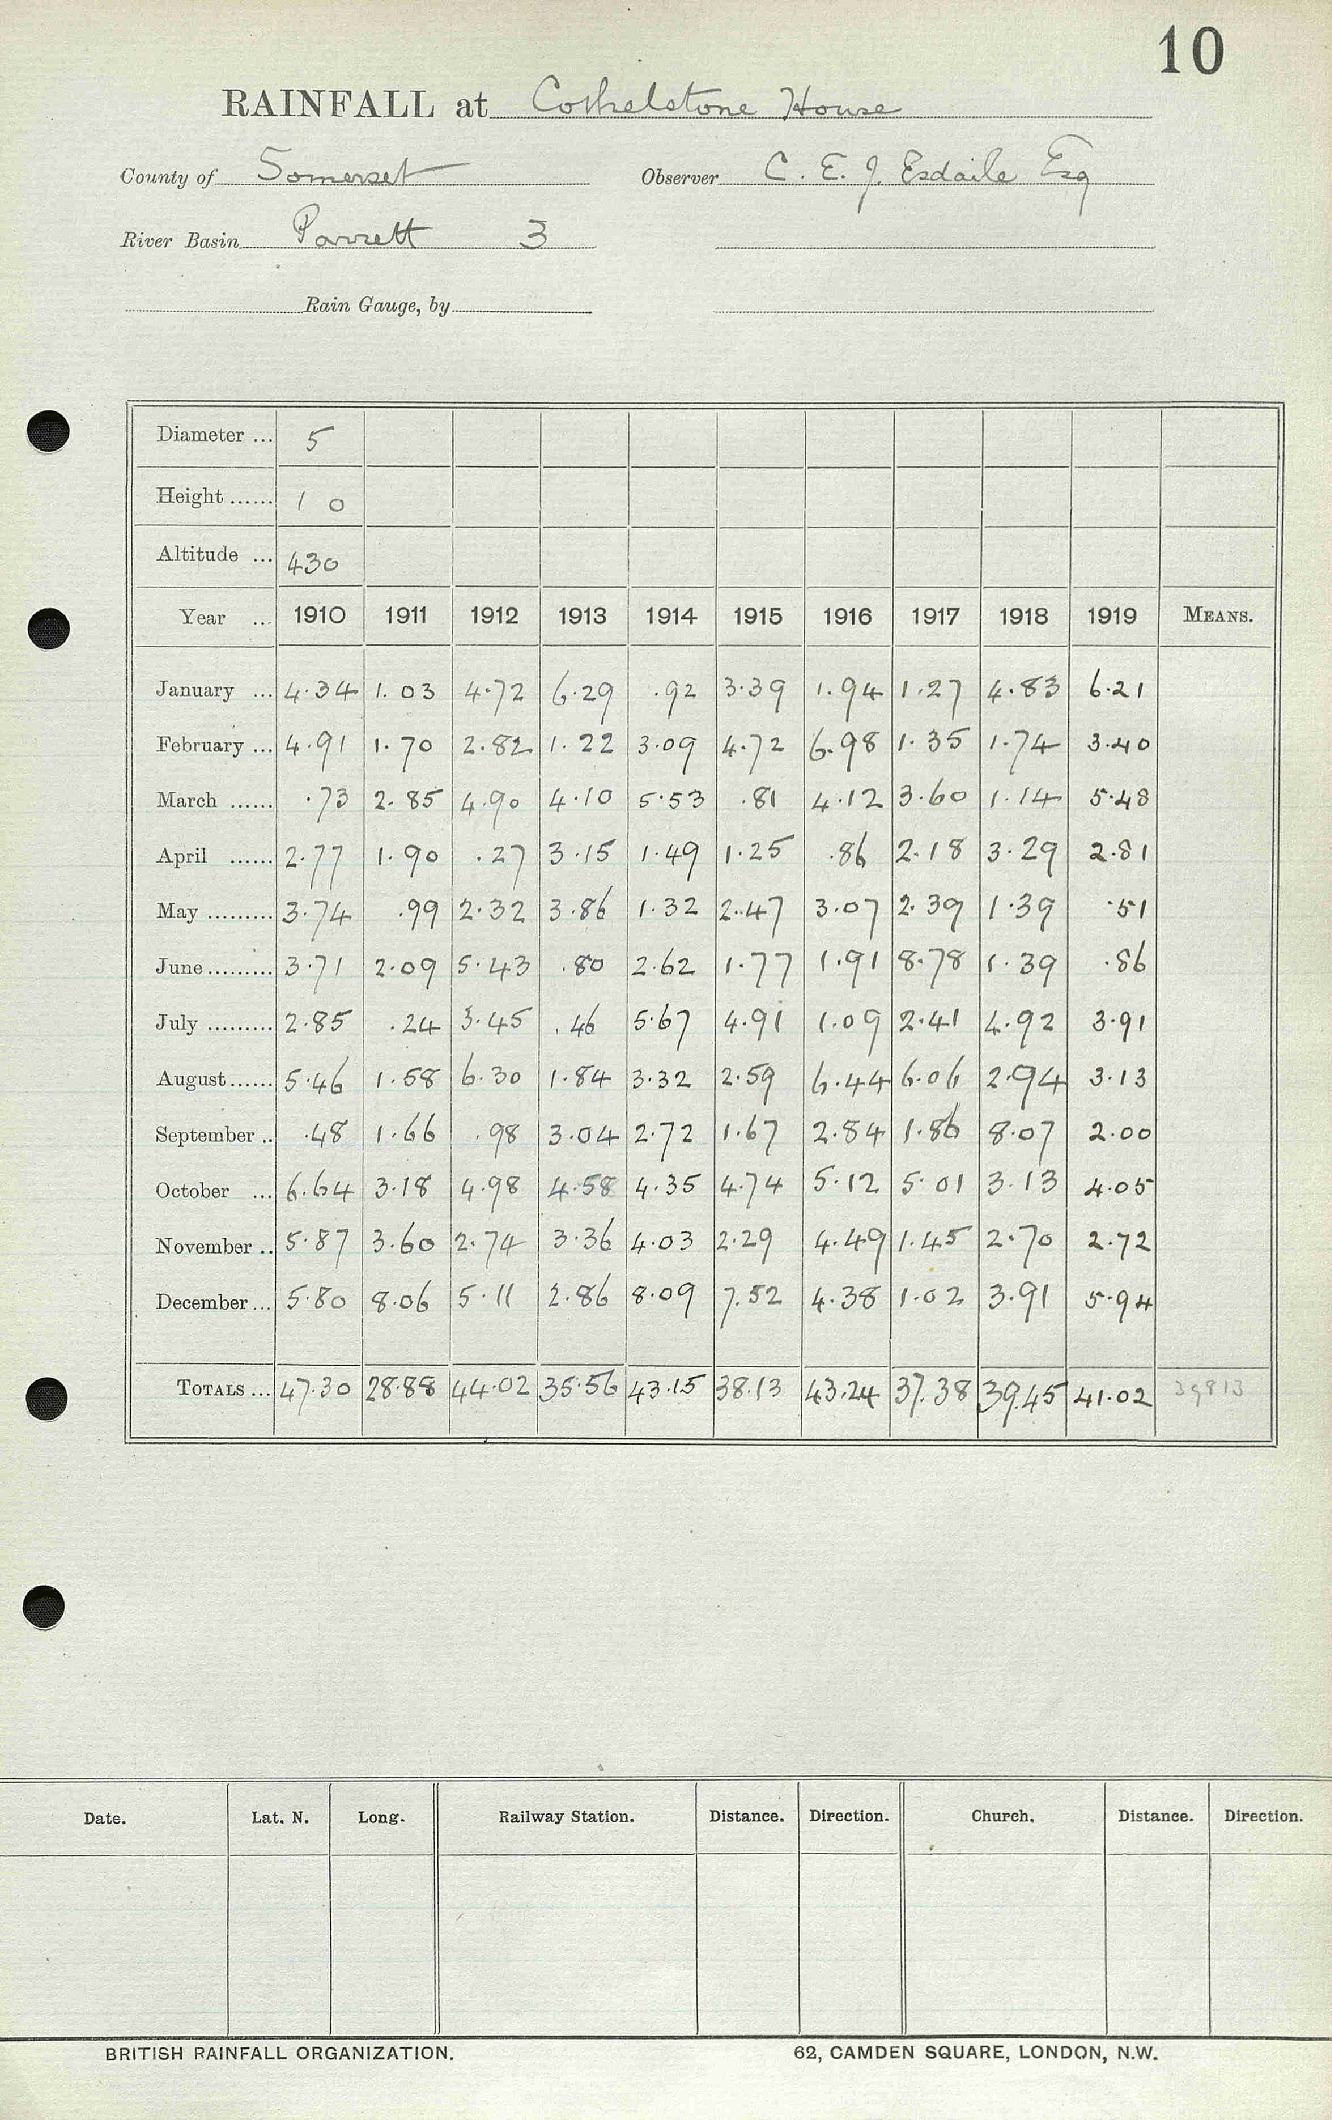 10
RAINFALL at Cothelstone House
County of Somerset Observer C. E. J. Esdaile Esq
River Basin Parrett 3
Rain Gauge, by
Diameter ... 5
Height ...... 1 0
Altitude ... 430
Year ... 1910 1911 1912 1913 1914 1915 1916 1917 1918 1919 MEANS.
January ... 4.34 1.03 4.72 6.29 .92 3.39 1.94 1.27 4.83 6.21
February ... 4.91 1.70 2.82 1.22 3.09 4.72 6.98 1.35 1.74 3.40
March ...... .73 2.85 4.90 4.10 5.53 .81 4.12 3.60 1.14 5.48
April ...... 2.77 1.90 .27 3.15 1.49 1.25 .86 2.18 3.29 2.81
May ......... 3.74 .99 2.32 3.86 1.32 2.47 3.07 2.39 1.39 .51
June ......... 3.71 2.09 5.43 .80 2.62 1.77 1.91 8.78 1.39 .86
July ......... 2.85 .24 3.45 .46 5.67 4.91 1.09 2.41 4.92 3.91
August ...... 5.46 1.58 6.30 1.84 3.32 2.59 6.44 6.06 2.94 3.13
September .. .48 1.66 .98 3.04 2.72 1.67 2.84 1.86 8.07 2.00
October ... 6.64 3.18 4.98 4.58 4.35 4.74 5.12 5.01 3.13 4.05
November .. 5.87 3.60 2.74 3.36 4.03 2.29 4.49 1.45 2.70 2.72
December ... 5.80 8.06 5.11 2.86 8.09 7.52 4.38 1.02 3.91 5.94
TOTALS ... 47.30 28.88 44.02 35.56 43.15 38.13 43.24 37.38 39.45 41.02 39813
Date. Lat. N. Long. Railway Station. Distance. Direction. Church. Distance. Direction.
BRITISH RAINFALL ORGANIZATION. 62, CAMDEN SQUARE, LONDON, N.W.